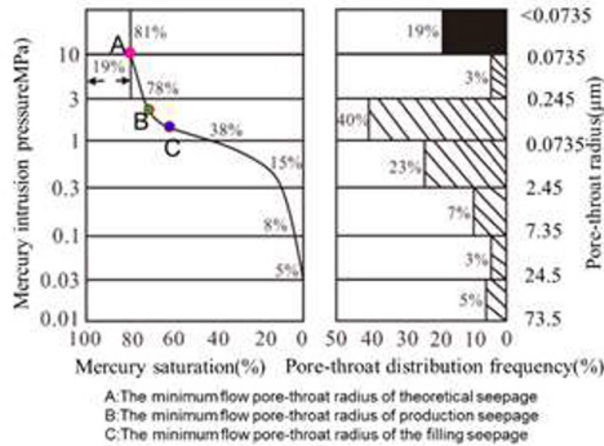 Mercury intrusion pressureMPa)
10
3
1
0.3
0.1
0.03
0.01
A
81%
19%
78%
B
C
38%
15%
8%
5%
100 80 60 40 20 0
Mercury saturation(%)
19%
3%
40%
23%
7%
3%
5%
50 40 30 20 10 0
Pore-throat distribution frequency(%)
<0.0735
0.0735
0.245
0.0735
2.45
7.35
24.5
73.5
Pore-throat radius(μm)
A:The minimum flow pore-throat radius of theoretical seepage
B:The minimum flow pore-throat radius of production seepage
C:The minimum flow pore-throat radius of the filling seepage